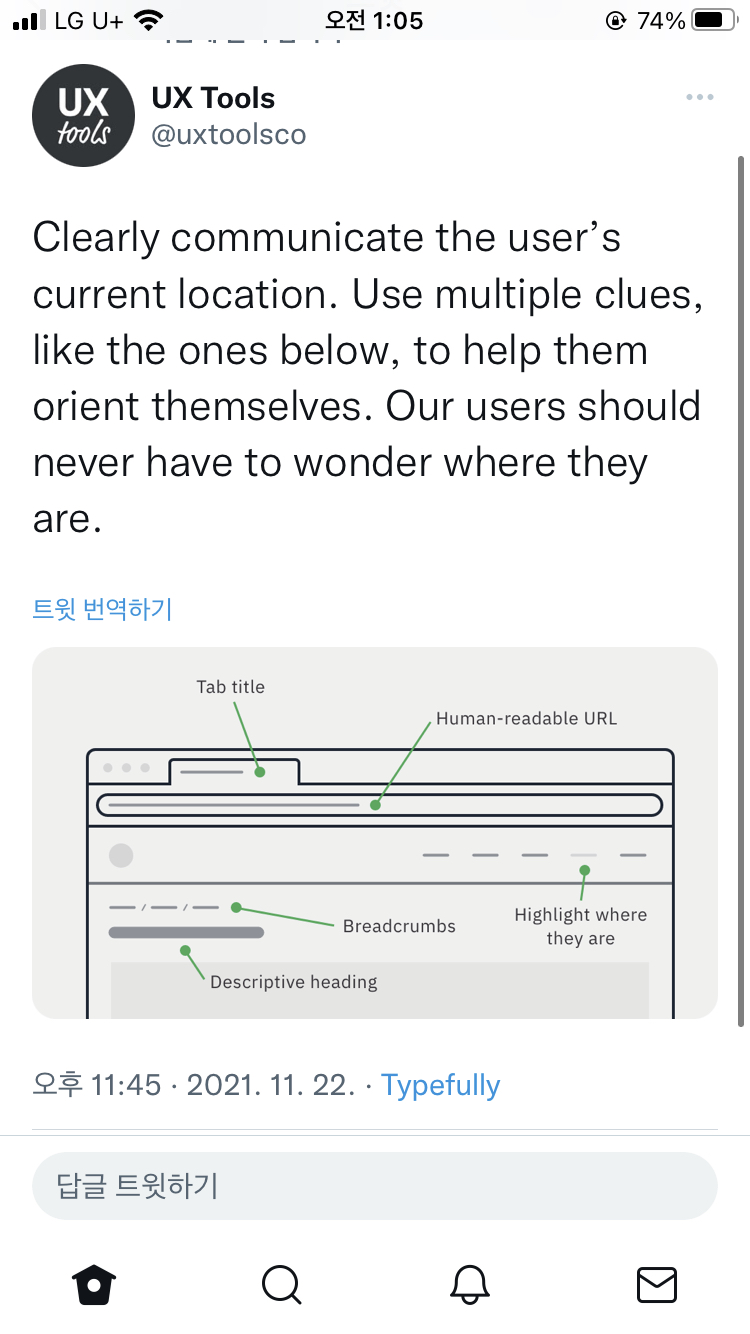 LG U+ 오전 1:05 74%
UX tools
UX Tools
@uxtoolsco
Clearly communicate the user’s
current location. Use multiple clues,
like the ones below, to help them
orient themselves. Our users should
never have to wonder where they
are.
트윗 번역하기
Tab title
Human-readable URL
Highlight where
they are
Breadcrumbs
Descriptive heading
오후 11:45 · 2021. 11. 22. · Typefully
답글 트윗하기